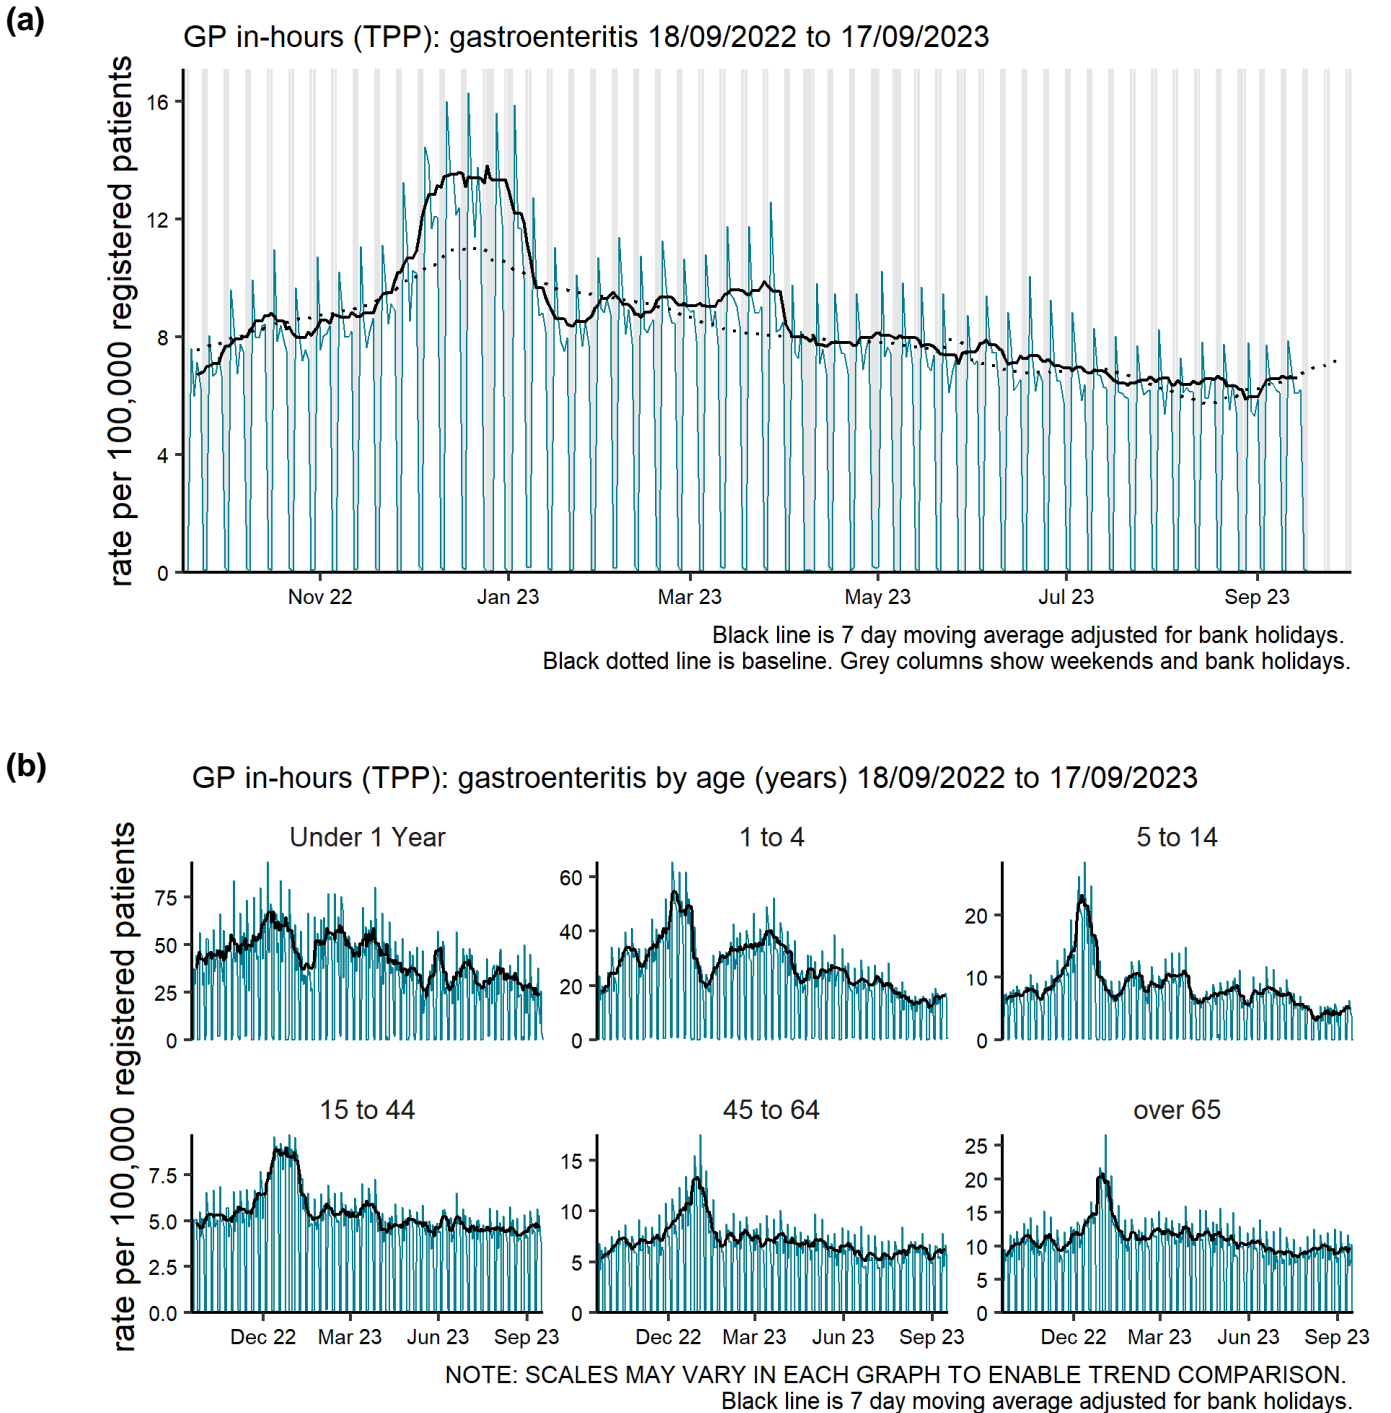 (a)
GP in-hours (TPP): gastroenteritis 18/09/2022 to 17/09/2023
rate per 100,000 registered patients
16
12
8
4
0
Nov 22 Jan 23 Mar 23 May 23 Jul 23 Sep 23
Black line is 7 day moving average adjusted for bank holidays.
Black dotted line is baseline. Grey columns show weekends and bank holidays.
(b)
GP in-hours (TPP): gastroenteritis by age (years) 18/09/2022 to 17/09/2023
rate per 100,000 registered patients
Under 1 Year
75
50
25
0
1 to 4
60
40
20
0
5 to 14
20
10
0
15 to 44
7.5
5.0
2.5
0.0
Dec 22 Mar 23 Jun 23 Sep 23
45 to 64
15
10
5
0
Dec 22 Mar 23 Jun 23 Sep 23
over 65
25
20
15
10
5
0
Dec 22 Mar 23 Jun 23 Sep 23
NOTE: SCALES MAY VARY IN EACH GRAPH TO ENABLE TREND COMPARISON.
Black line is 7 day moving average adjusted for bank holidays.